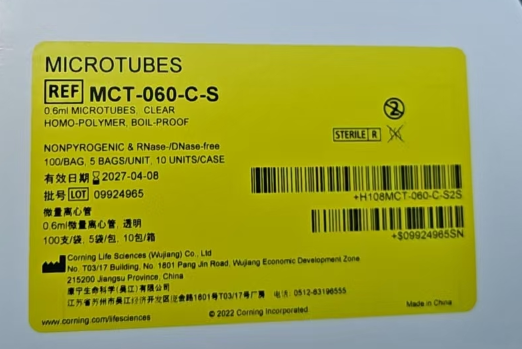 MICROTUBES
REF MCT-060-C-S
0.6ml MICROTUBES, CLEAR
HOMO-POLYMER, BOIL-PROOF
2
STERILE R
NONPYROGENIC & RNase-/DNase-free
100/BAG, 5 BAGS/UNIT, 10 UNITS/CASE
有效日期 2027-04-08
批号 LOT 09924965
+H108MCT-060-C-S2S
微量离心管
0.6ml微量离心管, 透明
100支/袋, 5袋/包, 10包/箱
+$09924965SN
Corning Life Sciences (Wujiang) Co., Ltd
No. T03/17 Building, No. 1801 Pang Jin Road, Wujiang Economic Development Zone
215200 Jiangsu Province, China
康宁生命科学(吴江)有限公司
江苏省苏州市吴江经济开发区庞金路1801号T03/17号厂房 电话: 0512-63196555
www.corning.com/lifesciences
© 2022 Corning Incorporated
Made in China